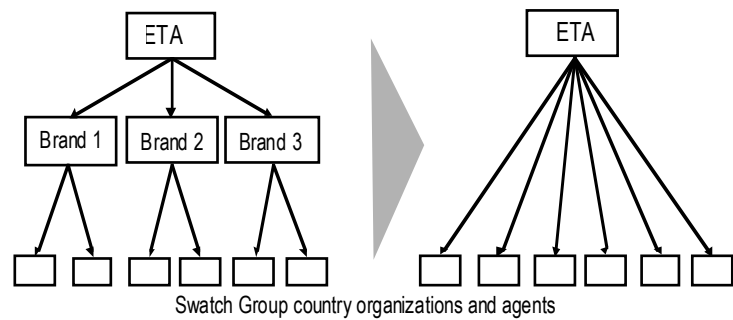 ETA
ETA
Brand 1
Brand 2
Brand 3
Swatch Group country organizations and agents